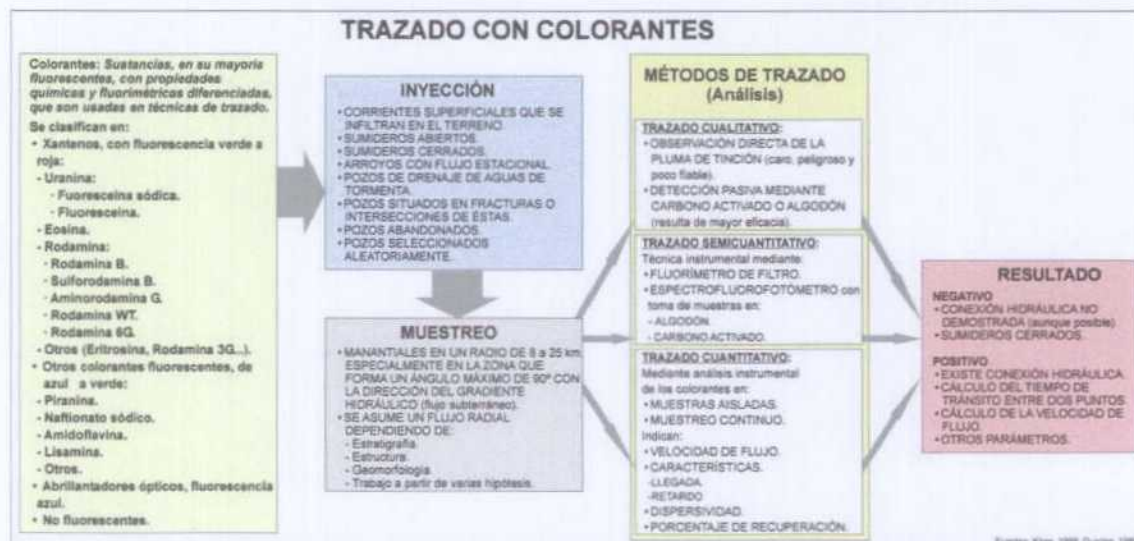 TRAZADO CON COLORANTES
Colorantes: Sustancias, en su mayoría
fluorescentes, con propiedades
químicas y fluorimétricas diferenciadas,
que son usadas en técnicas de trazado.
Se clasifican en:
• Xantenos, con fluorescencia verde a
roja:
- Uranina:
· Fuoresceína sódica.
· Fluoresceína.
- Eosina.
- Rodamina:
· Rodamina B.
· Sulforodamina B.
· Aminorodamina G.
· Rodamina WT.
· Rodamina 6G.
- Otros (Eritrosina, Rodamina 3G...).
• Otros colorantes fluorescentes, de
azul a verde:
- Piranina.
- Naftionato sódico.
- Amidoflavina.
- Lisamina.
- Otros.
• Abrillantadores ópticos, fluorescencia
azul.
• No fluorescentes.
INYECCIÓN
• CORRIENTES SUPERFICIALES QUE SE
INFILTRAN EN EL TERRENO.
• SUMIDEROS ABIERTOS.
• SUMIDEROS CERRADOS.
• ARROYOS CON FLUJO ESTACIONAL.
• POZOS DE DRENAJE DE AGUAS DE
TORMENTA.
• POZOS SITUADOS EN FRACTURAS O
INTERSECCIONES DE ÉSTAS.
• POZOS ABANDONADOS.
• POZOS SELECCIONADOS
ALEATORIAMENTE.
MUESTREO
• MANANTIALES EN UN RADIO DE 8 a 25 km
ESPECIALMENTE EN LA ZONA QUE
FORMA UN ÁNGULO MÁXIMO DE 90º CON
LA DIRECCIÓN DEL GRADIENTE
HIDRÁULICO (flujo subterráneo).
• SE ASUME UN FLUJO RADIAL
DEPENDIENDO DE:
- Estratigrafía
- Estructura.
- Geomorfología
- Trabajo a partir de varias hipótesis.
MÉTODOS DE TRAZADO
(Análisis)
TRAZADO CUALITATIVO:
• OBSERVACIÓN DIRECTA DE LA
PLUMA DE TINCIÓN (caro, peligroso y
poco fiable).
• DETECCIÓN PASIVA MEDIANTE
CARBONO ACTIVADO O ALGODÓN
(resulta de mayor eficacia).
TRAZADO SEMICUANTITATIVO:
Técnica instrumental mediante:
• FLUORÍMETRO DE FILTRO.
• ESPECTROFLUOROFOTÓMETRO con
toma de muestras en:
- ALGODÓN.
- CARBONO ACTIVADO.
TRAZADO CUANTITATIVO:
Mediante análisis instrumental
de los colorantes en:
• MUESTRAS AISLADAS.
• MUESTREO CONTINUO.
Indican:
• VELOCIDAD DE FLUJO.
• CARACTERÍSTICAS.
-LLEGADA.
-RETARDO
• DISPERSIVIDAD.
• PORCENTAJE DE RECUPERACIÓN.
RESULTADO
NEGATIVO
• CONEXIÓN HIDRÁULICA NO
DEMOSTRADA (aunque posible).
• SUMIDEROS CERRADOS.
POSITIVO
• EXISTE CONEXIÓN HIDRÁULICA.
• CÁLCULO DEL TIEMPO DE
TRÁNSITO ENTRE DOS PUNTOS.
• CÁLCULO DE LA VELOCIDAD DE
FLUJO.
• OTROS PARÁMETROS.